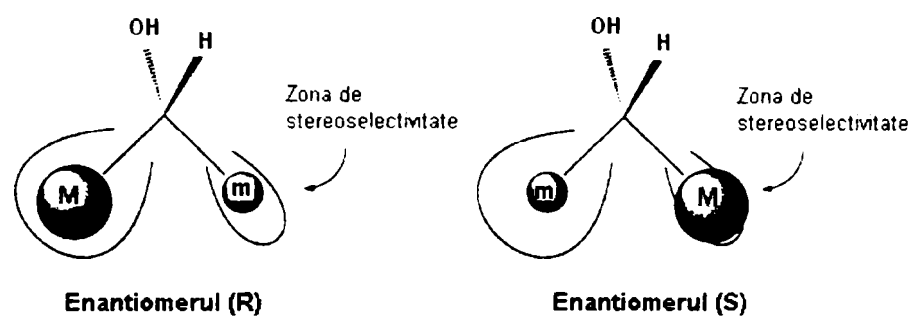 OH
H
Zona de
stereoselectivitate
M
m
Enantiomerul (R)
OH
H
Zona de
stereoselectivitate
m
M
Enantiomerul (S)